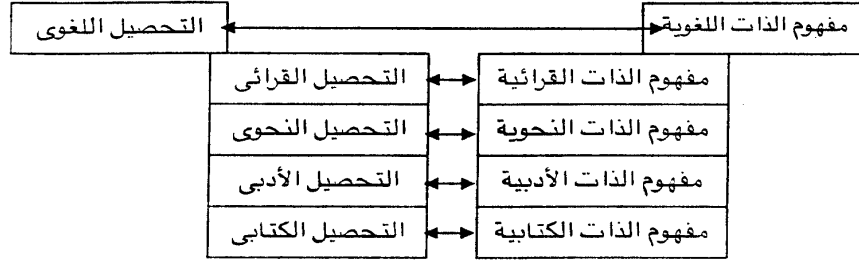 مفهوم الذات اللغوية التحصيل اللغوى
مفهوم الذات القرائية التحصيل القرائى
مفهوم الذات النحوية التحصيل النحوى
مفهوم الذات الأدبية التحصيل الأدبى
مفهوم الذات الكتابية التحصيل الكتابى